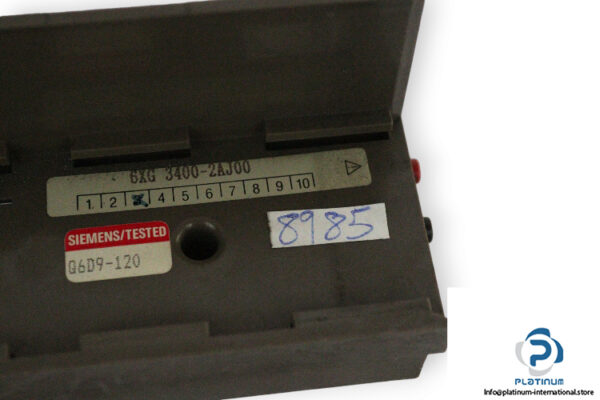 6XG 3400-2AJ00
1 2 3 4 5 6 7 8 9 10
SIEMENS/TESTED
Q6D9-120
8985
PLATINUM
Info@platinum-international.store